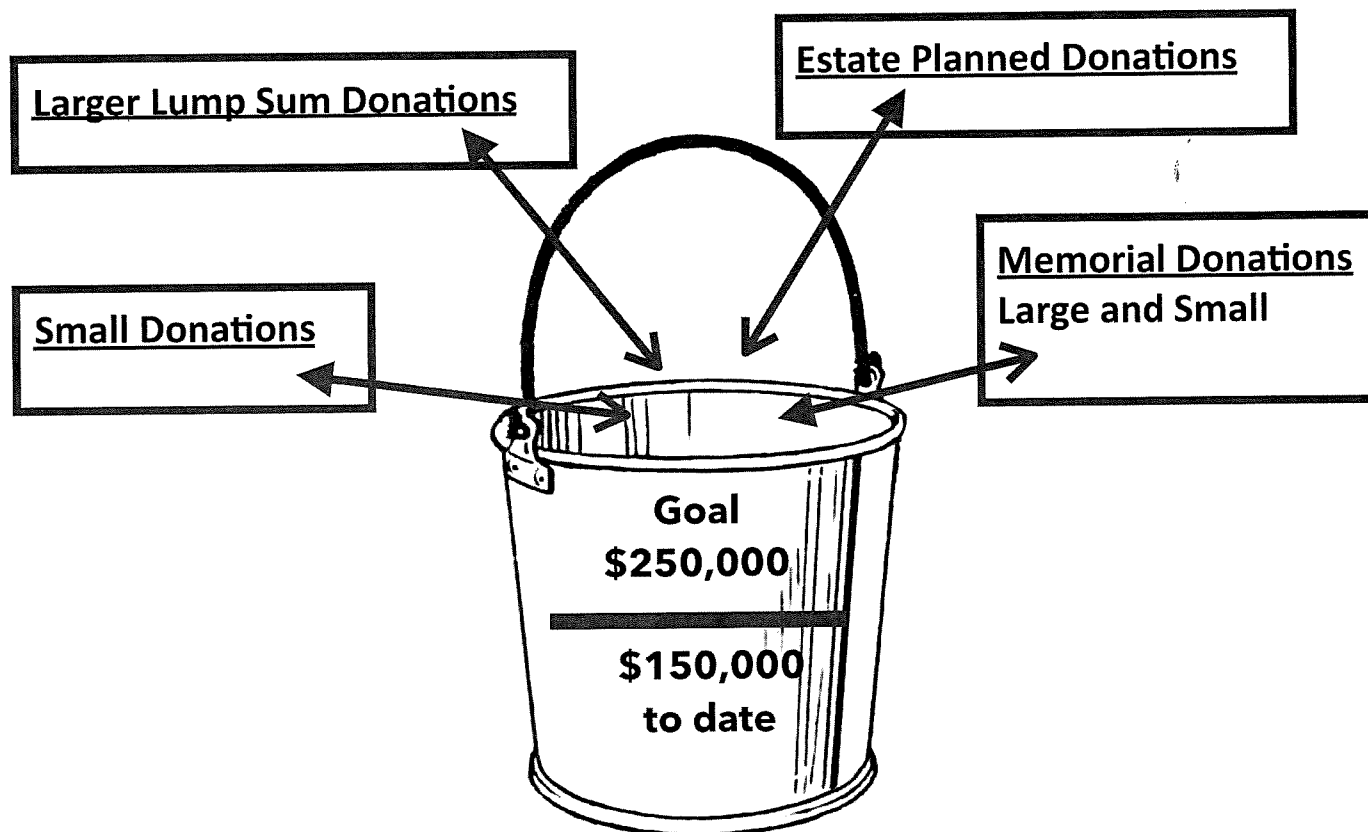 Larger Lump Sum Donations
Estate Planned Donations
Small Donations
Memorial Donations
Large and Small
Goal
$250,000
$150,000
to date